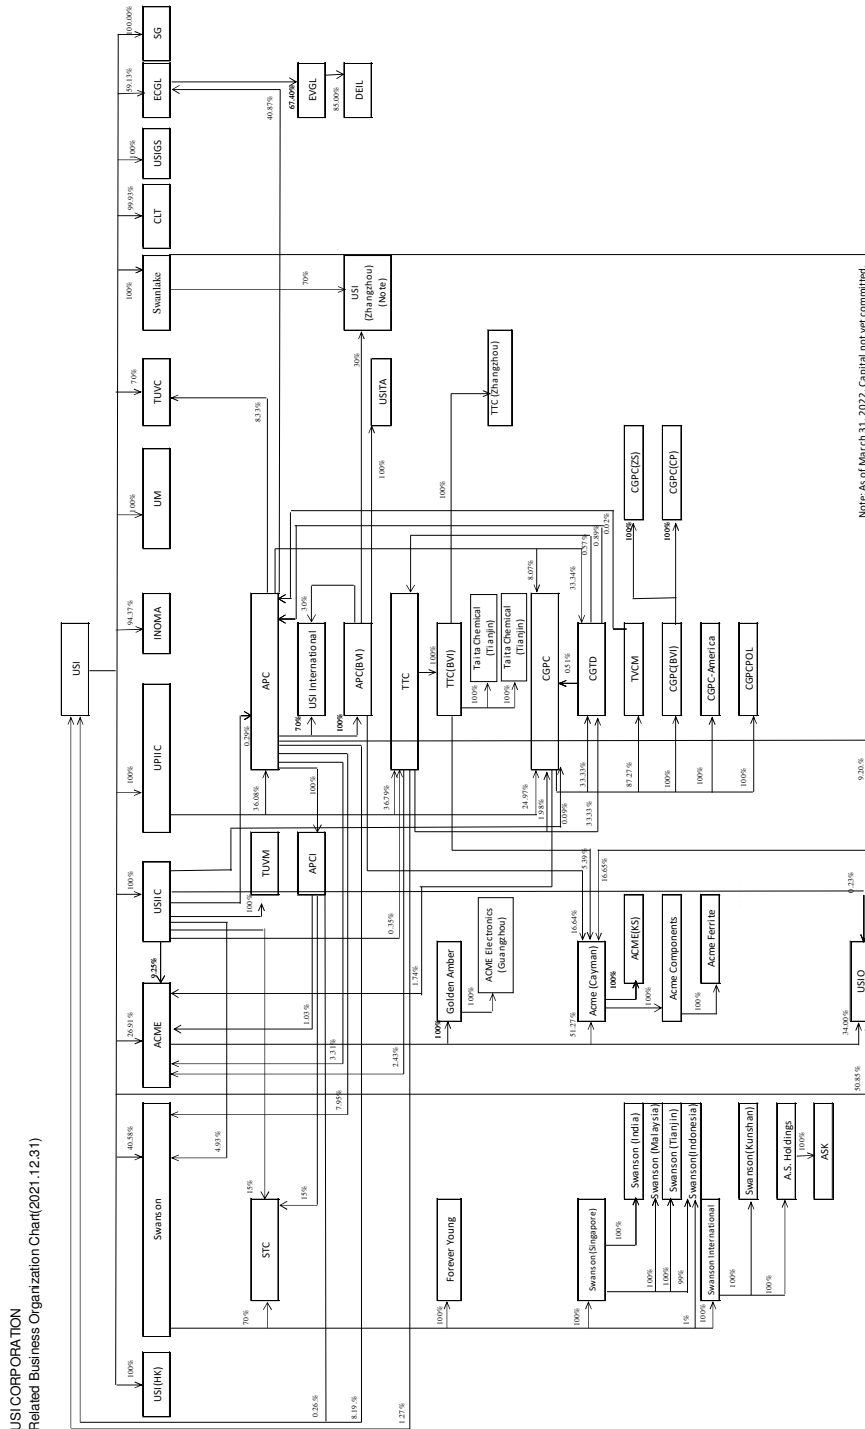 USI CORPORATION
Related Business Organization Chart(2021.12.31)
USI
100%
40.58%
26.91%
100%
100%
94.37%
100%
70%
100%
99.93%
100%
59.13%
100.00%
USI(HK)
Swanson
ACME
USIIC
UPIIC
INOMA
UM
TUVC
Swanlake
CLT
USIGS
ECGL
SG
9.25%
4.93%
7.95%
3.31%
1.03%
2.43%
1.74%
15%
15%
70%
STC
100%
TUVM
APCI
100%
36.08%
0.29%
APC
8.33%
40.87%
67.40%
EVGL
85.00%
DEIL
70%
USI International
30%
70%
100%
APC(BVI)
30%
USI
(Zhangzhou)
(Note)
100%
USITA
0.26%
8.19%
1.27%
0.35%
36.79%
TTC
100%
TTC(BVI)
100%
TTC (Zhangzhou)
100%
Taita Chemical
(Tianjin)
100%
Taita Chemical
(Tianjin)
100%
Forever Young
100%
Golden Amber
100%
ACME Electronics
(Guangzhou)
24.97%
1.98%
0.09%
CGPC
8.07%
0.51%
33.33%
33.33%
33.34%
CGTD
0.57%
0.89%
0.02%
87.27%
TVCM
100%
CGPC(BVI)
100%
CGPC(ZS)
100%
CGPC(CP)
100%
CGPC-America
100%
CGPCPOL
100%
Swanson(Singapore)
100%
Swanson (India)
100%
Swanson (Malaysia)
100%
Swanson (Tianjin)
99%
Swanson(Indonesia)
1%
100%
Swanson International
100%
Swanson(Kunshan)
100%
A.S. Holdings
100%
ASK
51.27%
16.64%
5.39%
16.65%
Acme (Cayman)
100%
ACME(KS)
100%
Acme Components
100%
Acme Ferrite
50.85%
34.00%
USIO
0.23%
9.20%
Note: As of March 31, 2022, Capital not yet committed